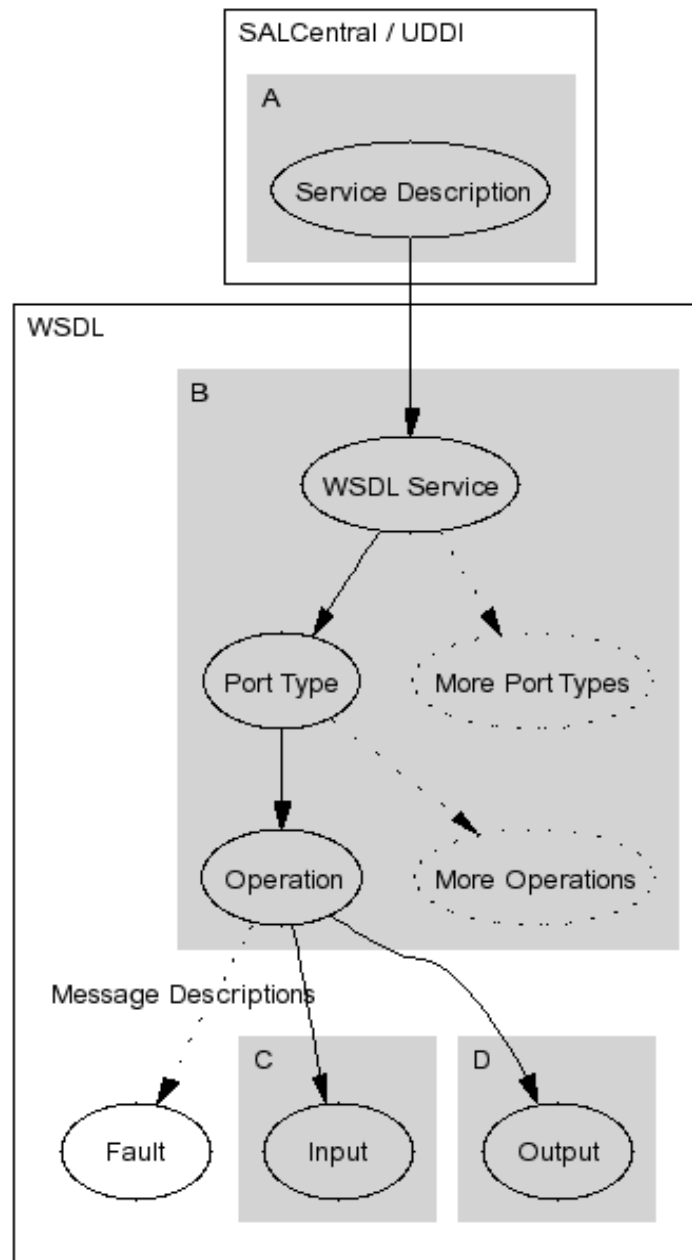 SALCentral / UDDI
A
Service Description
WSDL
B
WSDL Service
Port Type
More Port Types
Operation
More Operations
Message Descriptions
C
D
Fault
Input
Output